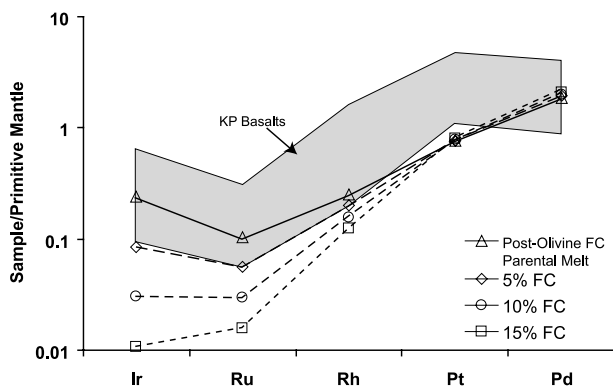 10
KP Basalts
1
Sample/Primitive Mantle
0.1
Post-Olivine FC
Parental Melt
5% FC
10% FC
15% FC
0.01
Ir Ru Rh Pt Pd